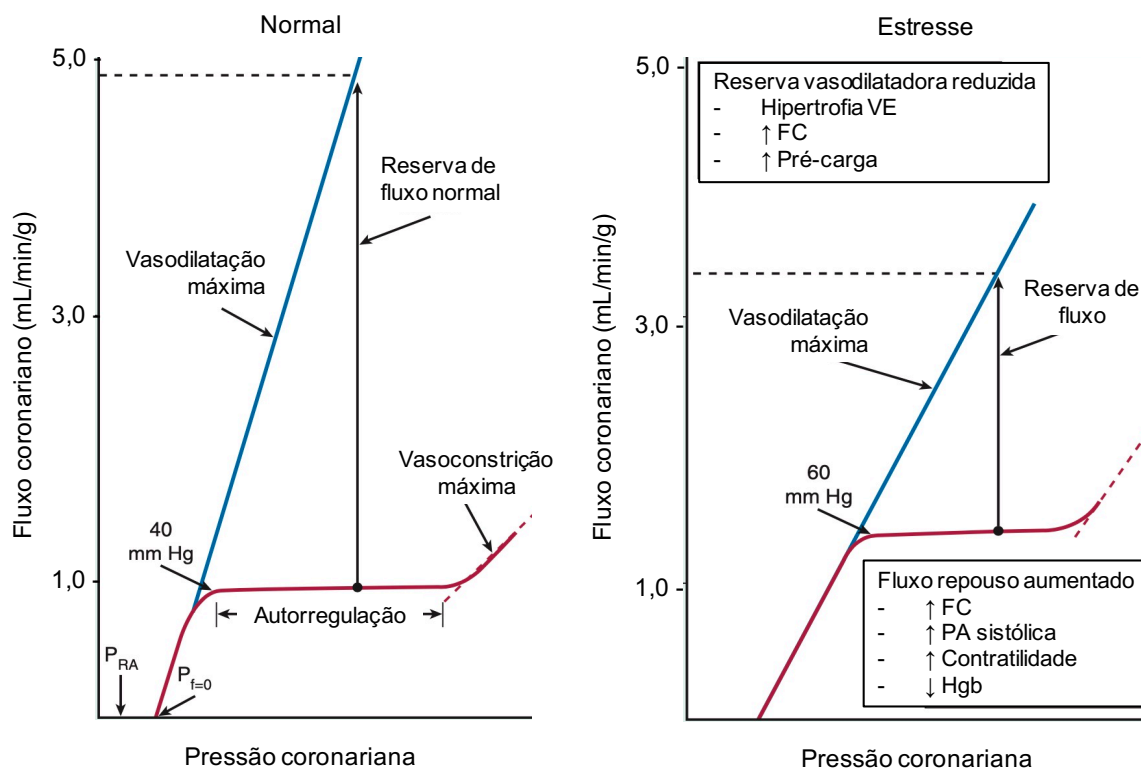 Normal
5,0
Reserva de
fluxo normal
Vasodilatação
máxima
3,0
Vasoconstrição
máxima
40
mm Hg
1,0
Autorregulação
P_RA
P_f=0
Fluxo coronariano (mL/min/g)
Pressão coronariana
Estresse
5,0
Reserva vasodilatadora reduzida
- Hipertrofia VE
- ↑ FC
- ↑ Pré-carga
Reserva de
fluxo
Vasodilatação
máxima
3,0
60
mm Hg
1,0
Fluxo repouso aumentado
- ↑ FC
- ↑ PA sistólica
- ↑ Contratilidade
- ↓ Hgb
Fluxo coronariano (mL/min/g)
Pressão coronariana